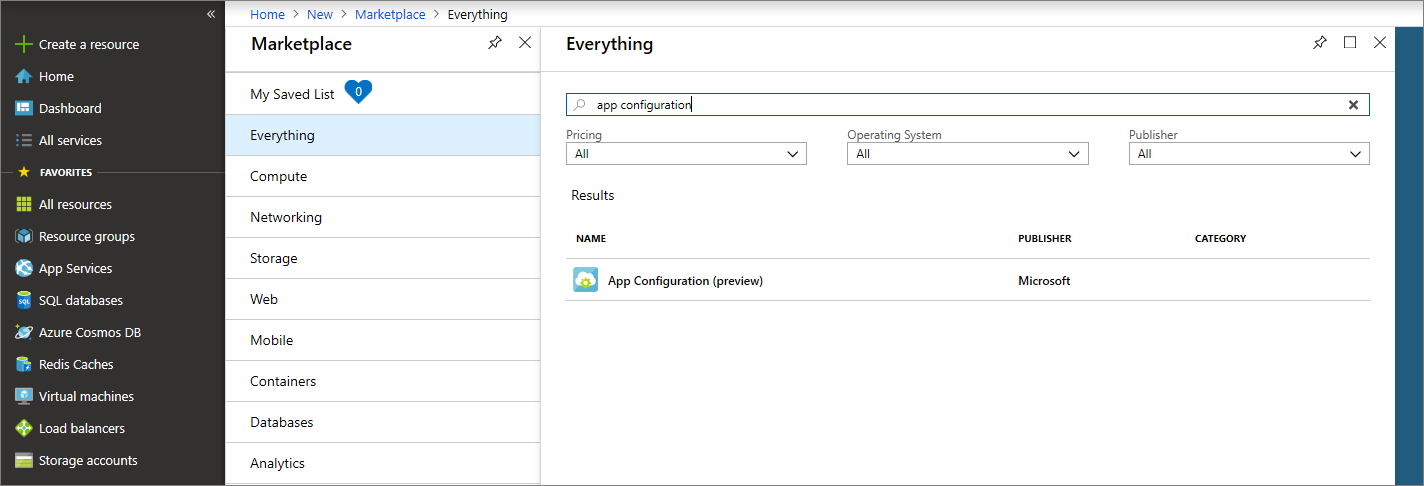 «
Create a resource
Home
Dashboard
All services
FAVORITES
All resources
Resource groups
App Services
SQL
SQL databases
Azure Cosmos DB
Redis Caches
Virtual machines
Load balancers
Storage accounts
Home > New > Marketplace > Everything
Marketplace
My Saved List 0
Everything
Compute
Networking
Storage
Web
Mobile
Containers
Databases
Analytics
Everything
app configuration
Pricing Operating System Publisher
All All All
Results
NAME PUBLISHER CATEGORY
App Configuration (preview) Microsoft